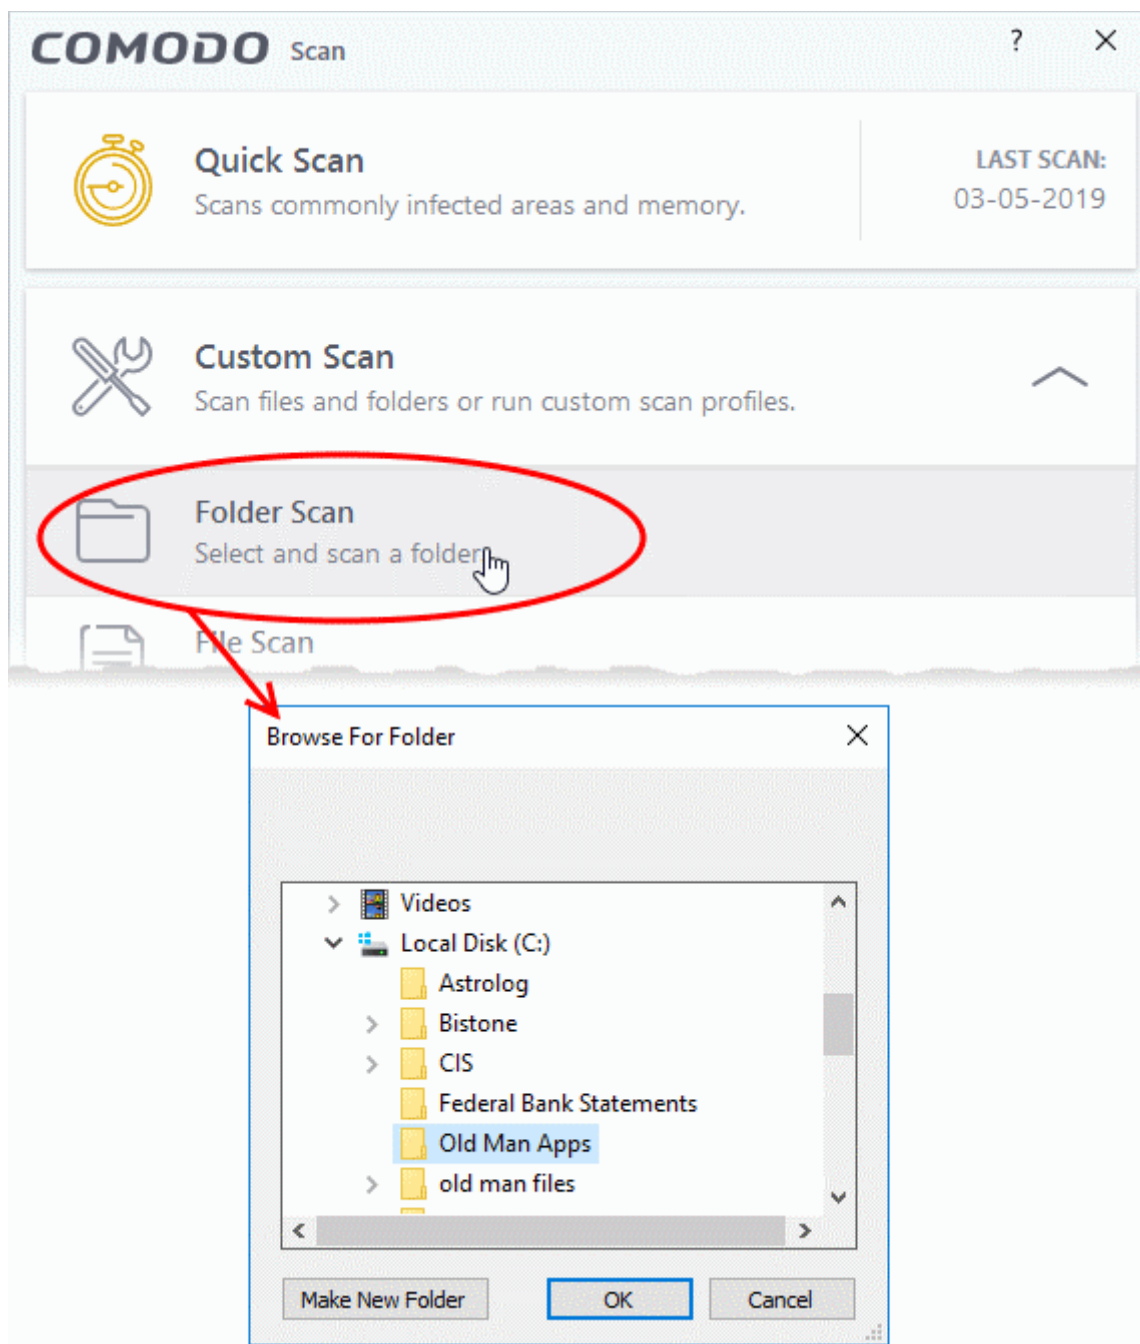 COMODO Scan ?
Quick Scan
Scans commonly infected areas and memory.
LAST SCAN:
03-05-2019
Custom Scan
Scan files and folders or run custom scan profiles.
Folder Scan
Select and scan a folder
File Scan
Browse For Folder
Videos
Local Disk (C:)
Astrolog
Bistone
CIS
Federal Bank Statements
Old Man Apps
old man files
Make New Folder OK Cancel